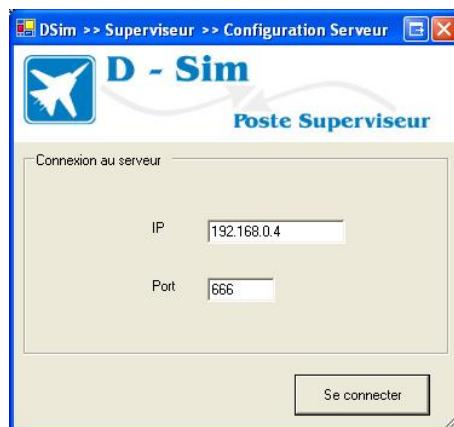 DSim >> Superviseur >> Configuration Serveur
D - Sim
Poste Superviseur
Connexion au serveur
IP 192.168.0.4
Port 666
Se connecter